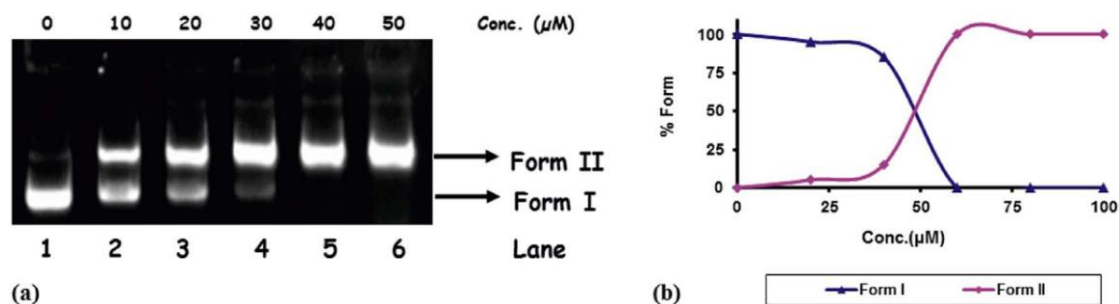 0 10 20 30 40 50 Conc. (μM)
Form II
Form I
1 2 3 4 5 6 Lane
(a)
% Form
100
75
50
25
0
0 25 50 75 100
Conc.(μM)
Form I Form II
(b)